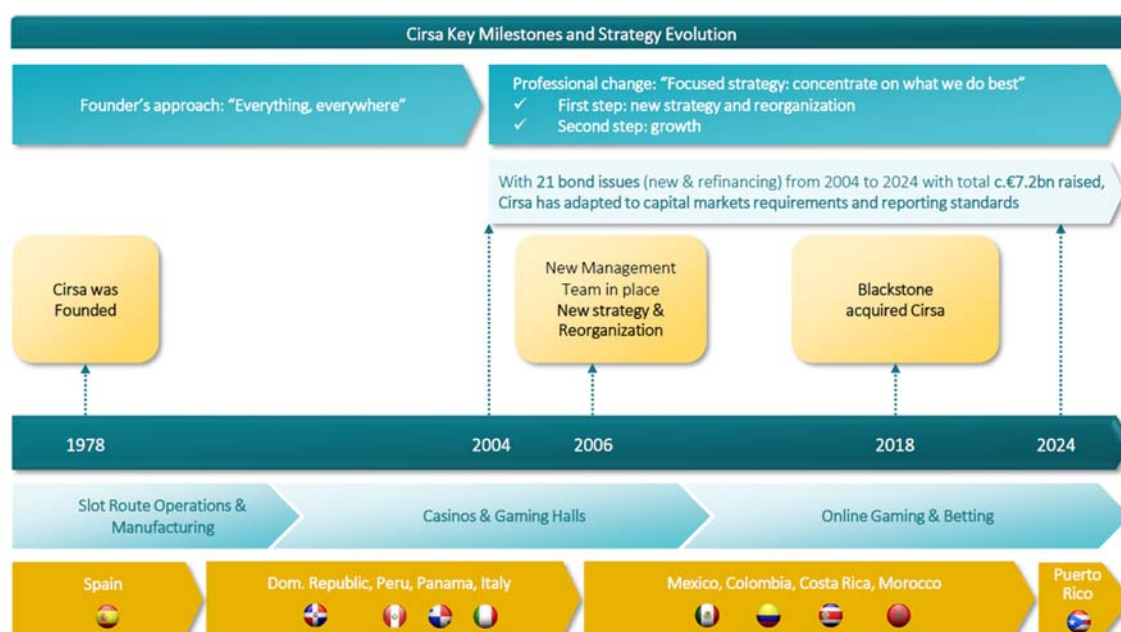 Cirsa Key Milestones and Strategy Evolution
Founder's approach: "Everything, everywhere"
Professional change: "Focused strategy: concentrate on what we do best"
✓ First step: new strategy and reorganization
✓ Second step: growth
With 21 bond issues (new & refinancing) from 2004 to 2024 with total c.€7.2bn raised,
Cirsa has adapted to capital markets requirements and reporting standards
Cirsa was
Founded
New Management
Team in place
New strategy &
Reorganization
Blackstone
acquired Cirsa
1978
2004
2006
2018
2024
Slot Route Operations &
Manufacturing
Casinos & Gaming Halls
Online Gaming & Betting
Spain
Dom. Republic, Peru, Panama, Italy
Mexico, Colombia, Costa Rica, Morocco
Puerto
Rico